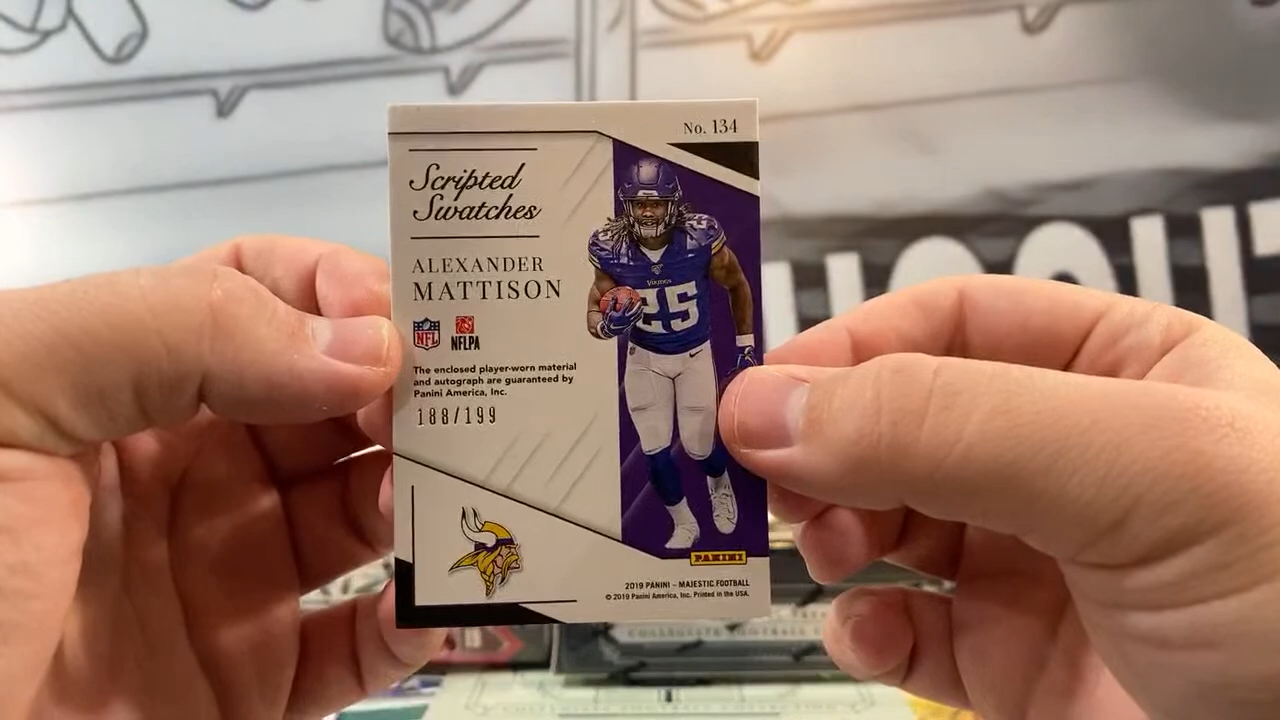 No. 134
Scripted
Swatches
ALEXANDER
MATTISON
NFL
NFLPA
The enclosed player-worn material
and autograph are guaranteed by
Panini America, Inc.
188/199
VIKINGS
25
PANINI
2019 PANINI – MAJESTIC FOOTBALL
© 2019 Panini America, Inc. Printed in the USA.